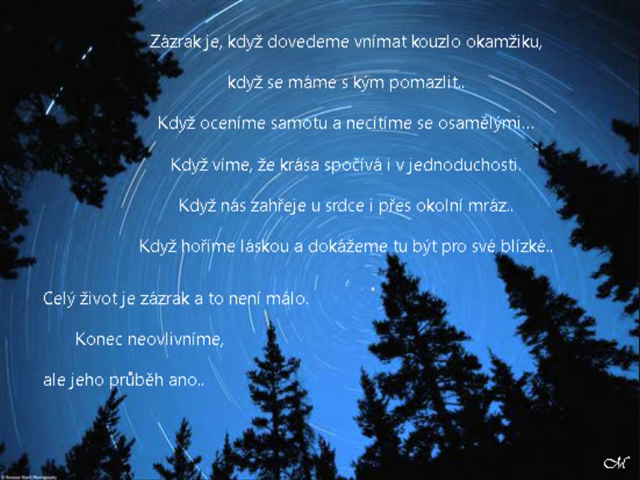 Zázrak je, když dovedeme vnímat kouzlo okamžiku,
když se máme s kým pomazlit..
Když oceníme samotu a necítíme se osamělými...
Když víme, že krása spočívá i v jednoduchosti.
Když nás zahřeje u srdce i přes okolní mráz..
Když hoříme láskou a dokážeme tu být pro své blízké..
Celý život je zázrak a to není málo.
Konec neovlivníme,
ale jeho průběh ano..
M